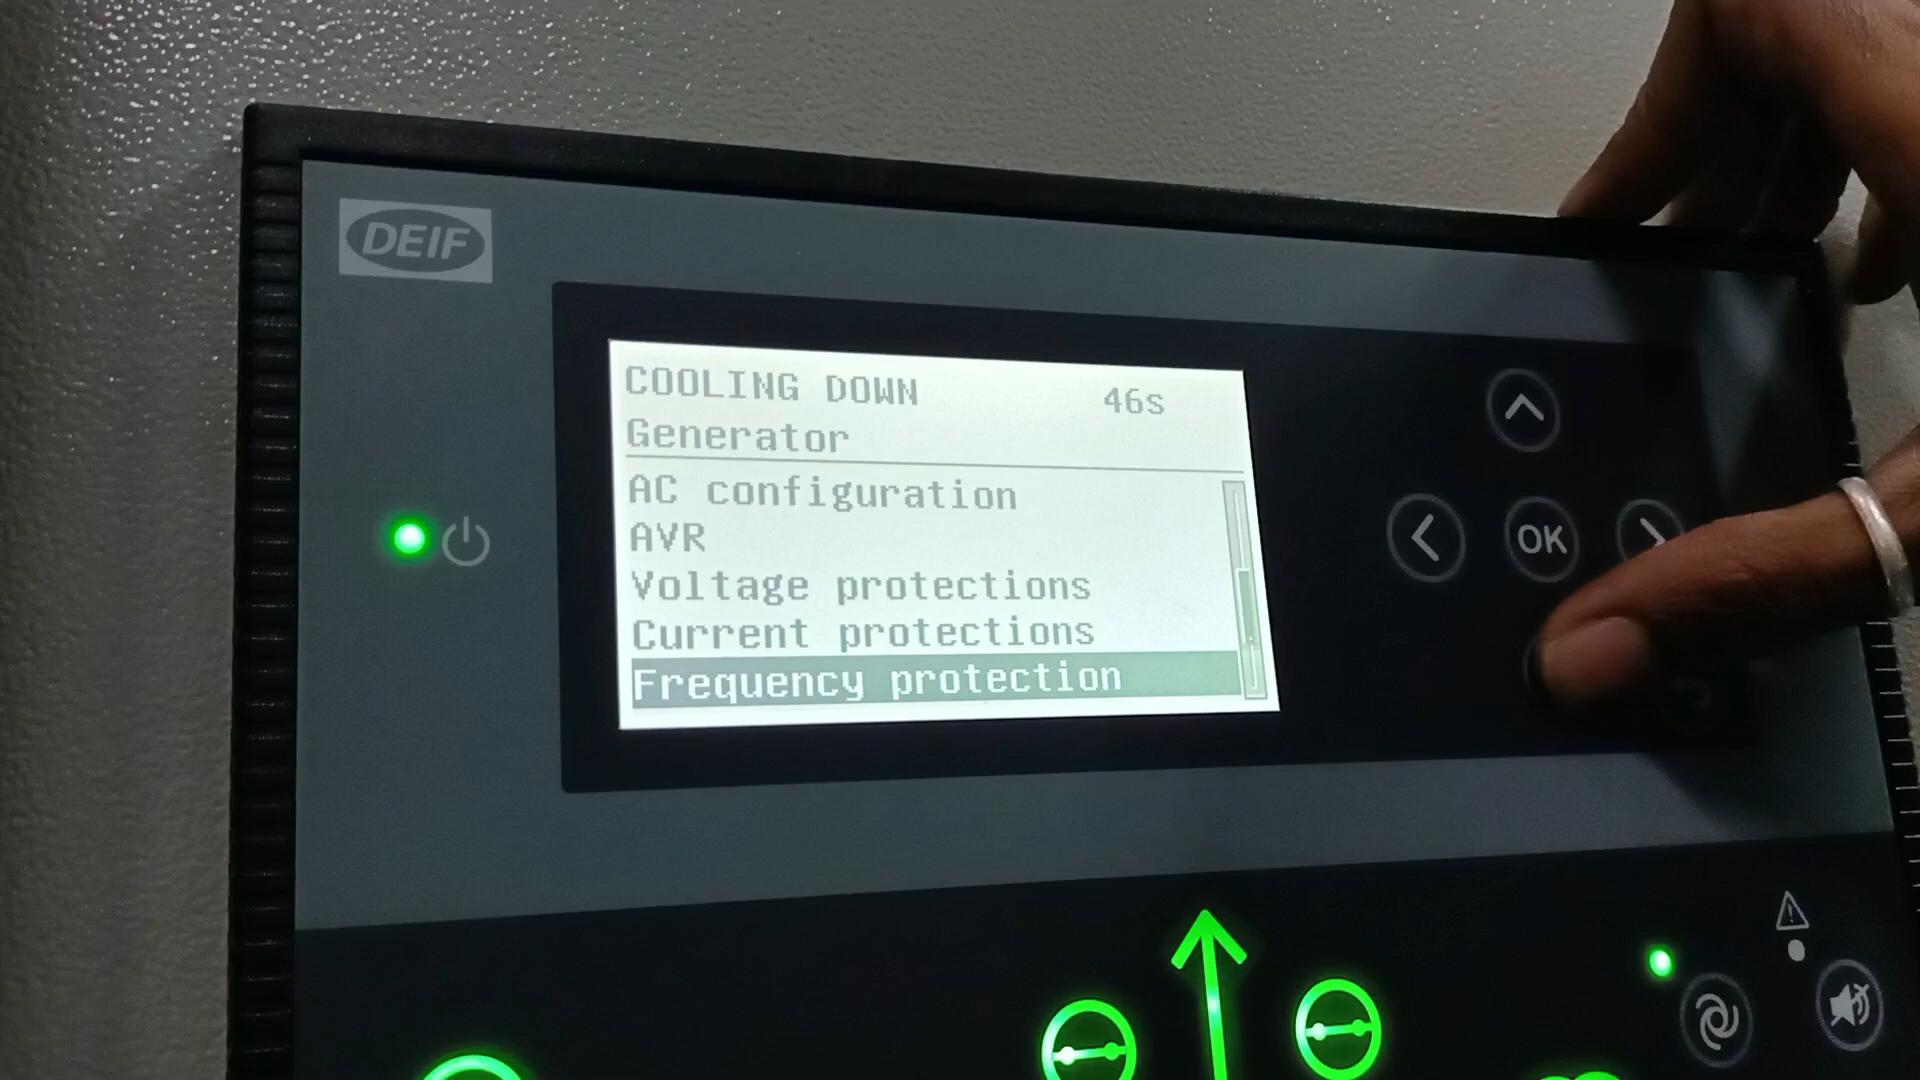 DEIF
COOLING DOWN 46s
Generator
AC configuration
AVR
Voltage protections
Current protections
Frequency protection
OK